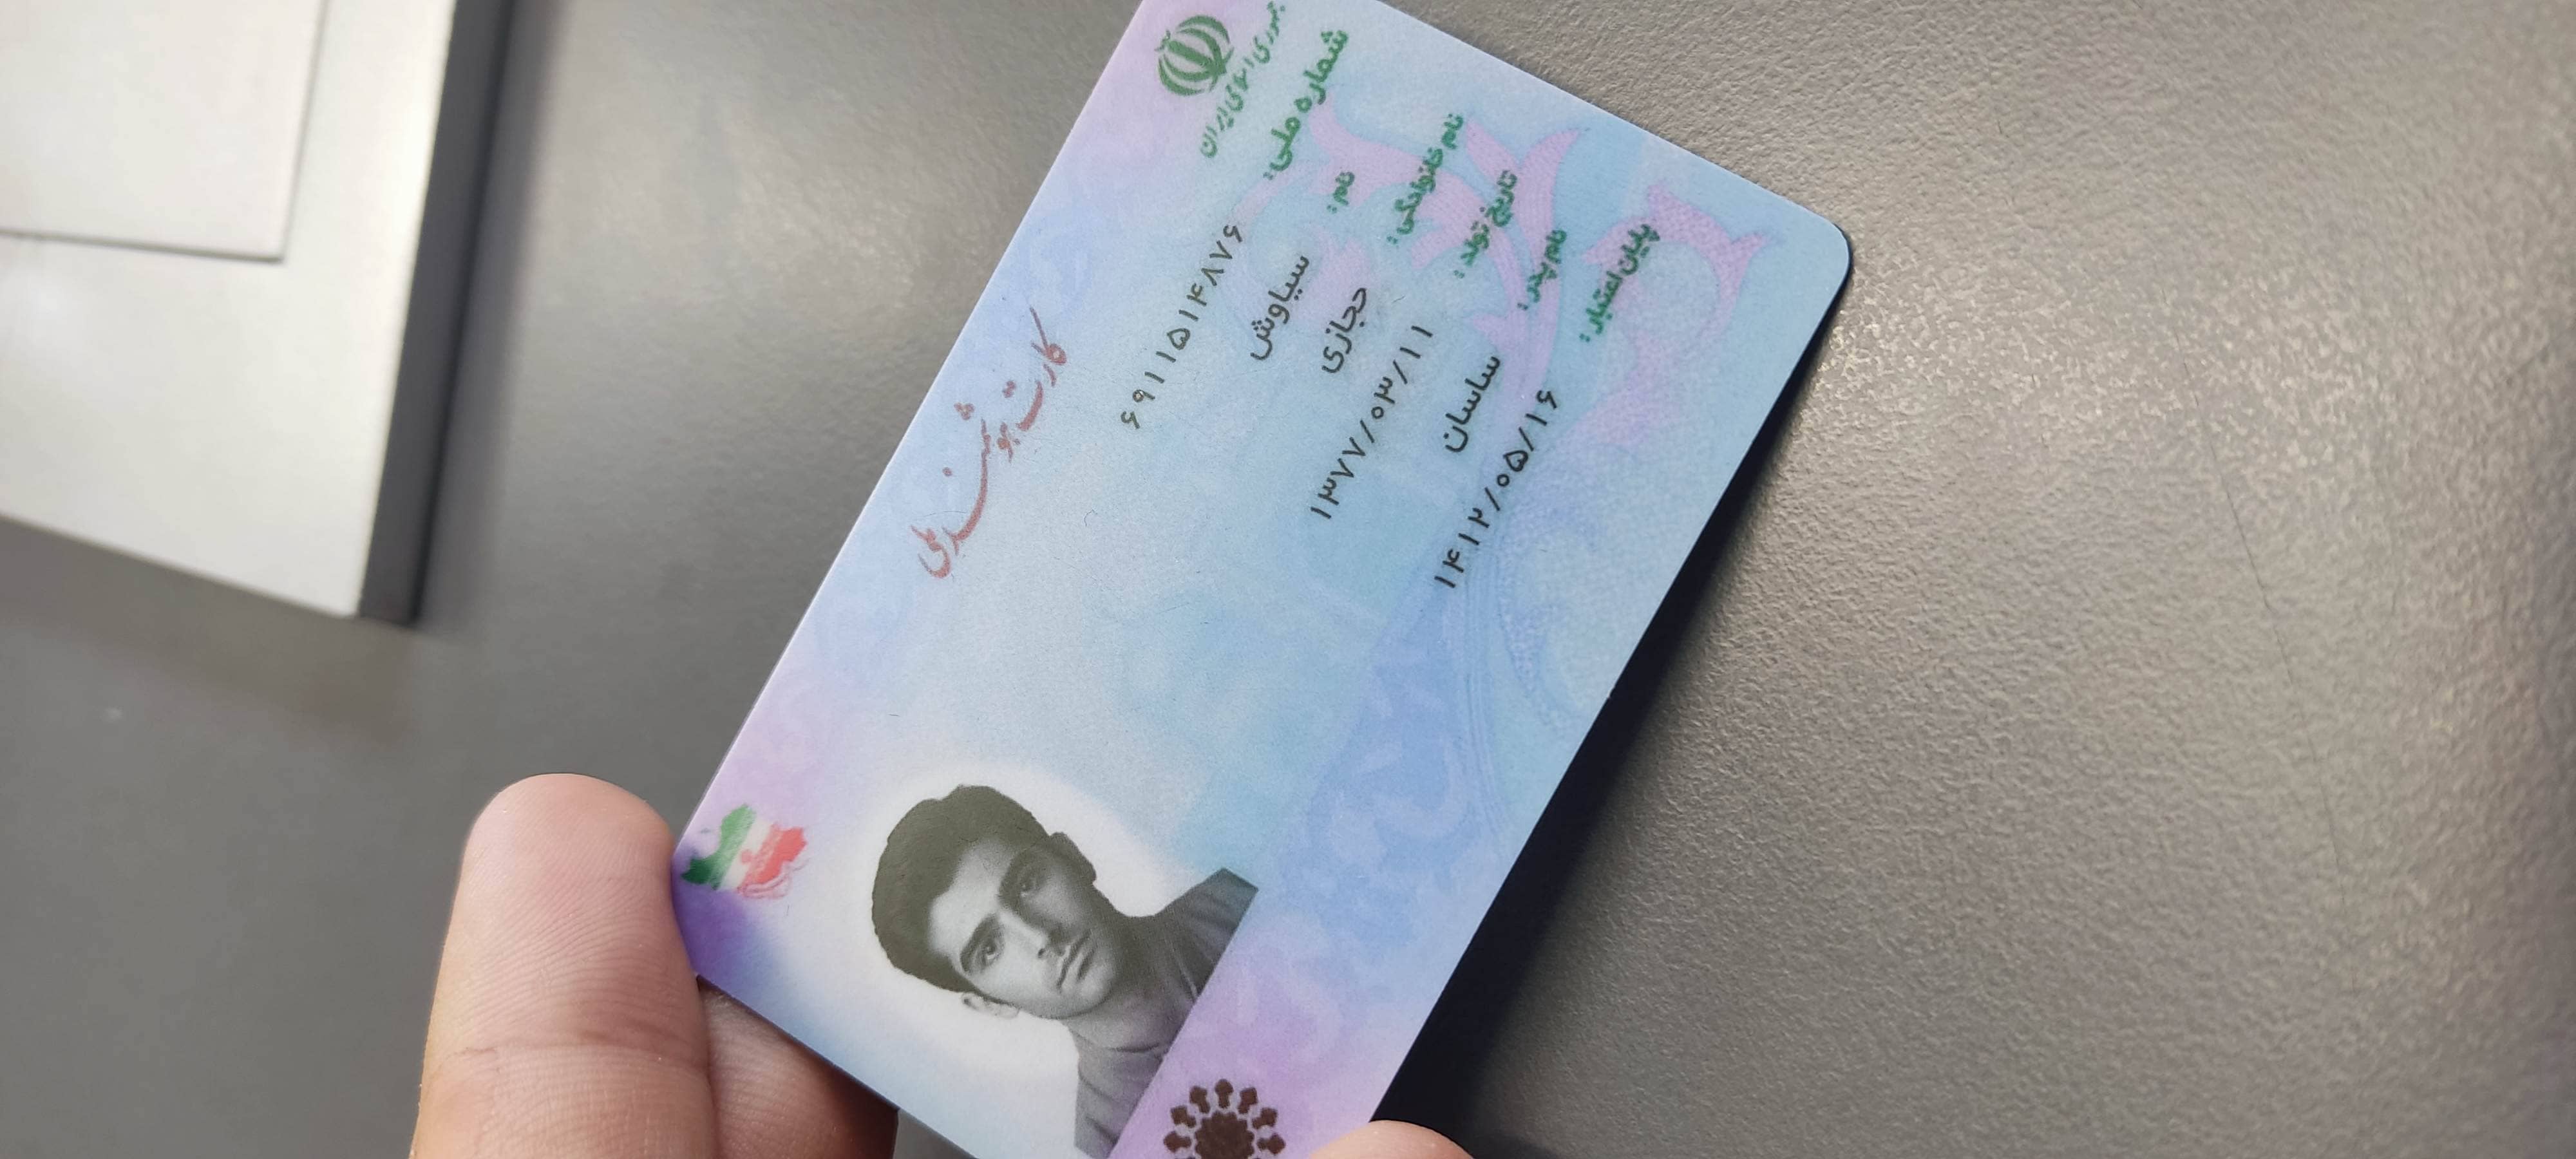 جمهوری اسلامی ایران
کارت هوشمند ملی
شماره ملی: ۶۹۱۱۵۱۴۸۷۶
نام: سیاوش
نام خانوادگی: حجازی
تاریخ تولد: ۱۳۷۷/۰۳/۱۱
نام پدر: ساسان
پایان اعتبار: ۱۴۱۲/۰۵/۱۶